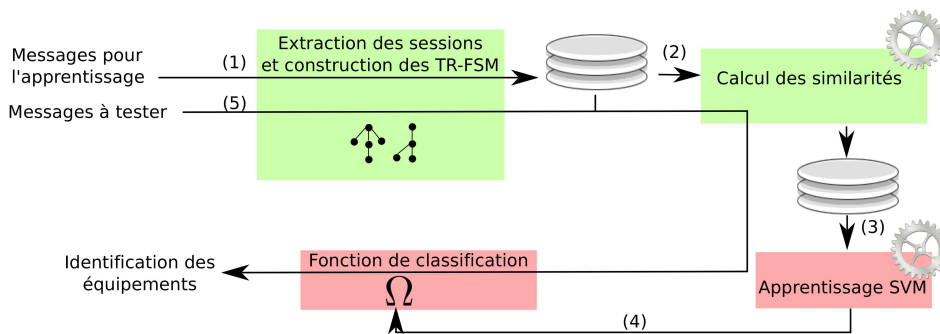 Messages pour
l'apprentissage
(1)
Extraction des sessions
et construction des TR-FSM
(2)
Calcul des similarités
Messages à tester
(5)
(3)
Identification des
équipements
Fonction de classification
Ω
Apprentissage SVM
(4)